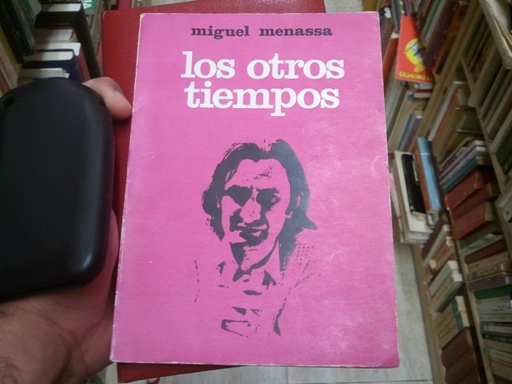 miguel menassa
los otros
tiempos